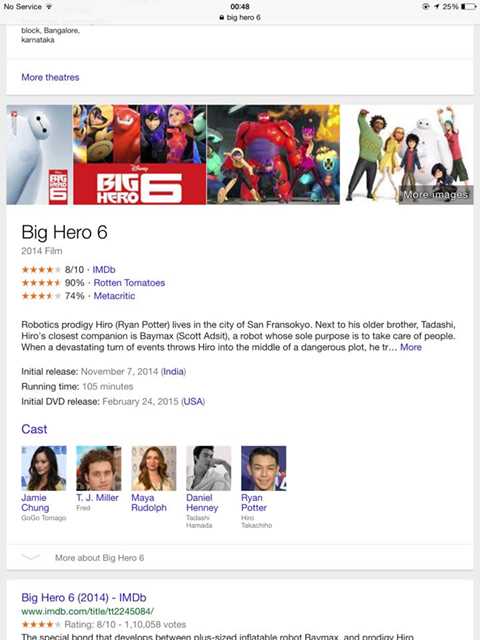 No Service
00:48
25%
big hero 6
block, Bangalore,
karnataka
More theatres
BIG
HERO
6
Disney
BIG
HERO 6
More images
Big Hero 6
2014 Film
8/10 · IMDb
90% · Rotten Tomatoes
74% · Metacritic
Robotics prodigy Hiro (Ryan Potter) lives in the city of San Fransokyo. Next to his older brother, Tadashi,
Hiro's closest companion is Baymax (Scott Adsit), a robot whose sole purpose is to take care of people.
When a devastating turn of events throws Hiro into the middle of a dangerous plot, he tr… More
Initial release: November 7, 2014 (India)
Running time: 105 minutes
Initial DVD release: February 24, 2015 (USA)
Cast
Jamie Chung
GoGo Tomago
T. J. Miller
Fred
Maya Rudolph
Daniel Henney
Tadashi Hamada
Ryan Potter
Hiro Takachiho
More about Big Hero 6
Big Hero 6 (2014) - IMDb
www.imdb.com/title/tt2245084/
Rating: 8/10 - 1,10,058 votes
The special bond that develops between plus-sized inflatable robot Baymax, and prodigy Hiro